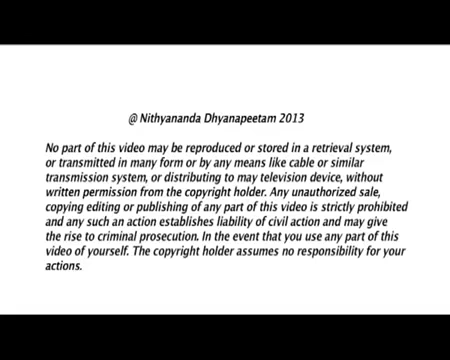 @ Nithyananda Dhyanapeetam 2013
No part of this video may be reproduced or stored in a retrieval system,
or transmitted in many form or by any means like cable or similar
transmission system, or distributing to may television device, without
written permission from the copyright holder. Any unauthorized sale,
copying editing or publishing of any part of this video is strictly prohibited
and any such an action establishes liability of civil action and may give
the rise to criminal prosecution. In the event that you use any part of this
video of yourself. The copyright holder assumes no responsibility for your
actions.